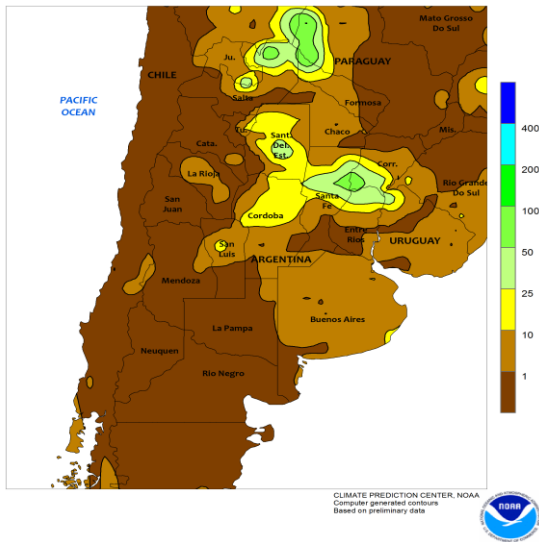 Mato Grosso
Do Sul
Ju.
PARAGUAY
CHILE
PACIFIC
OCEAN
Salta
Formosa
Tu.
Sant.
Del.
Est.
Chaco
Mis.
Cata.
Corr.
La Rioja
Rio Grande
Do Sul
San
Juan
Santa
Fe
Cordoba
Entre
Rios
URUGUAY
San
Luis
ARGENTINA
Mendoza
Buenos Aires
La Pampa
Neuquen
Rio Negro
400
200
100
50
25
10
1
CLIMATE PREDICTION CENTER, NOAA
Computer generated contours
Based on preliminary data
NOAA